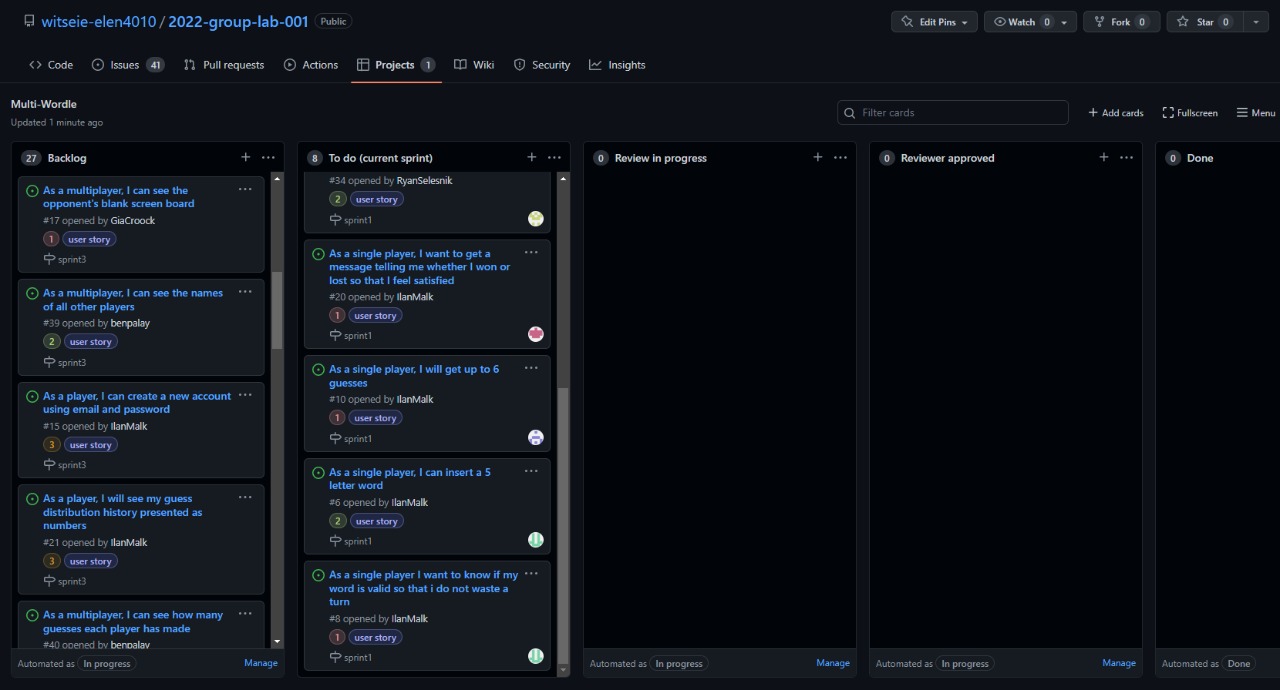 witseie-elen4010 / 2022-group-lab-001 Public
Edit Pins Watch 0 Fork 0 Star 0
Code Issues 41 Pull requests Actions Projects 1 Wiki Security Insights
Multi-Wordle
Updated 1 minute ago
Filter cards
Add cards Fullscreen Menu
27 Backlog
As a multiplayer, I can see the
opponent's blank screen board
#17 opened by GiaCroock
1 user story
sprint3
As a multiplayer, I can see the names
of all other players
#39 opened by benpalay
2 user story
sprint3
As a player, I can create a new account
using email and password
#15 opened by IlanMalk
3 user story
sprint3
As a player, I will see my guess
distribution history presented as
numbers
#21 opened by IlanMalk
3 user story
sprint3
As a multiplayer, I can see how many
guesses each player has made
#40 opened by benpalay
Automated as In progress Manage
8 To do (current sprint)
#34 opened by RyanSelesnik
2 user story
sprint1
As a single player, I want to get a
message telling me whether I won or
lost so that I feel satisfied
#20 opened by IlanMalk
1 user story
sprint1
As a single player, I will get up to 6
guesses
#10 opened by IlanMalk
1 user story
sprint1
As a single player, I can insert a 5
letter word
#6 opened by IlanMalk
2 user story
sprint1
As a single player I want to know if my
word is valid so that i do not waste a
turn
#8 opened by IlanMalk
1 user story
sprint1
0 Review in progress
Automated as In progress Manage
0 Reviewer approved
Automated as In progress Manage
0 Done
Automated as Done